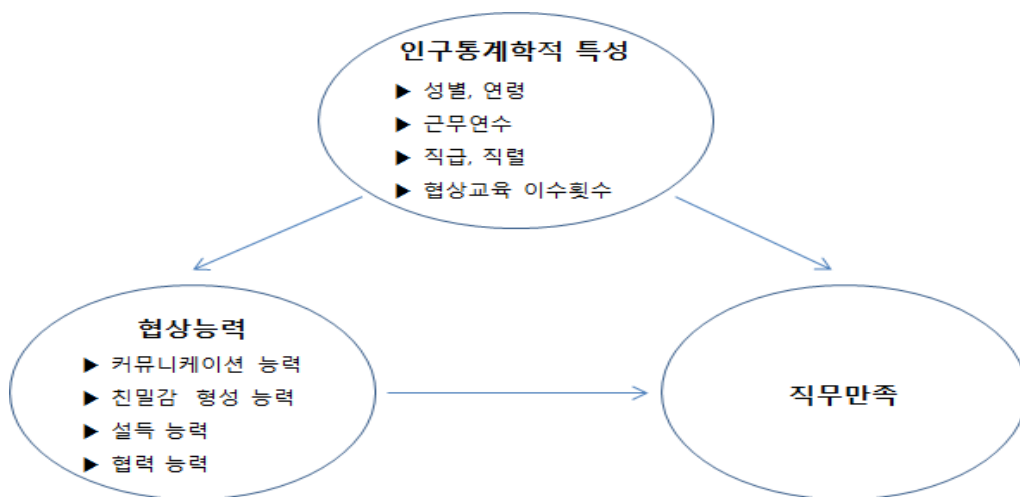 인구통계학적 특성
▶ 성별, 연령
▶ 근무연수
▶ 직급, 직렬
▶ 협상교육 이수횟수
협상능력
▶ 커뮤니케이션 능력
▶ 친밀감 형성 능력
▶ 설득 능력
▶ 협력 능력
직무만족